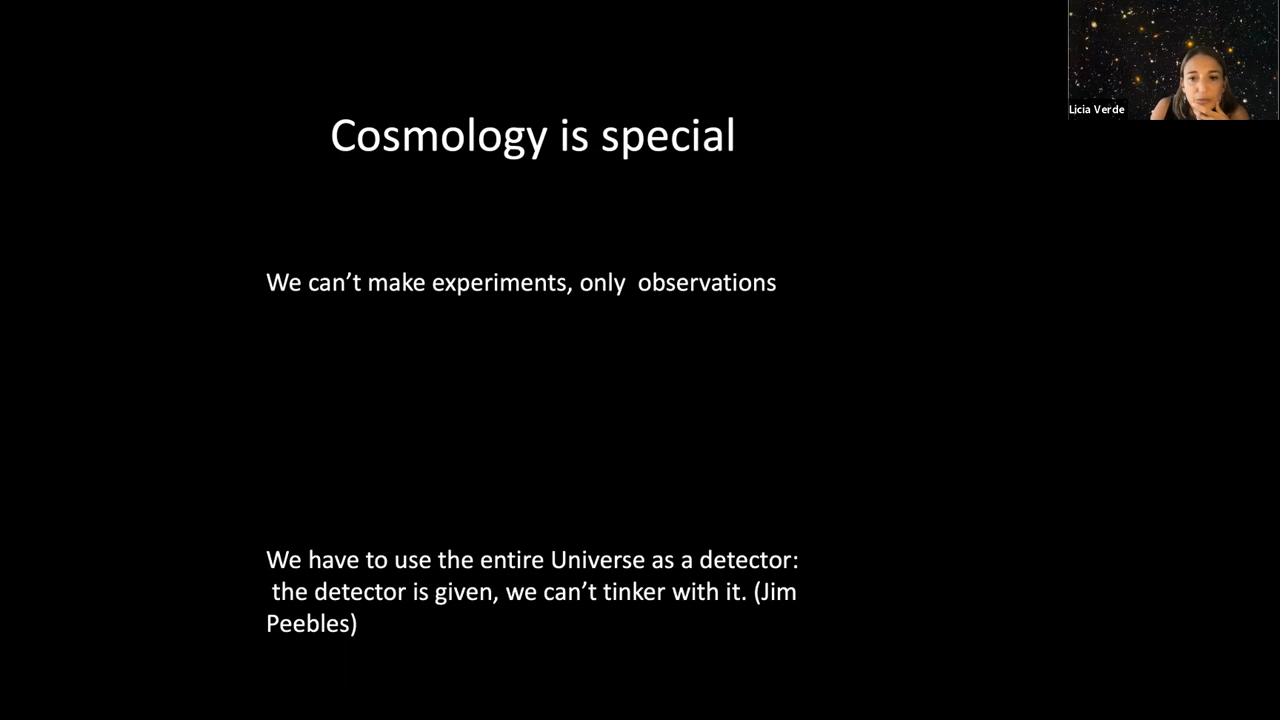 Licia Verde
Cosmology is special
We can’t make experiments, only  observations
We have to use the entire Universe as a detector:
the detector is given, we can’t tinker with it. (Jim
Peebles)